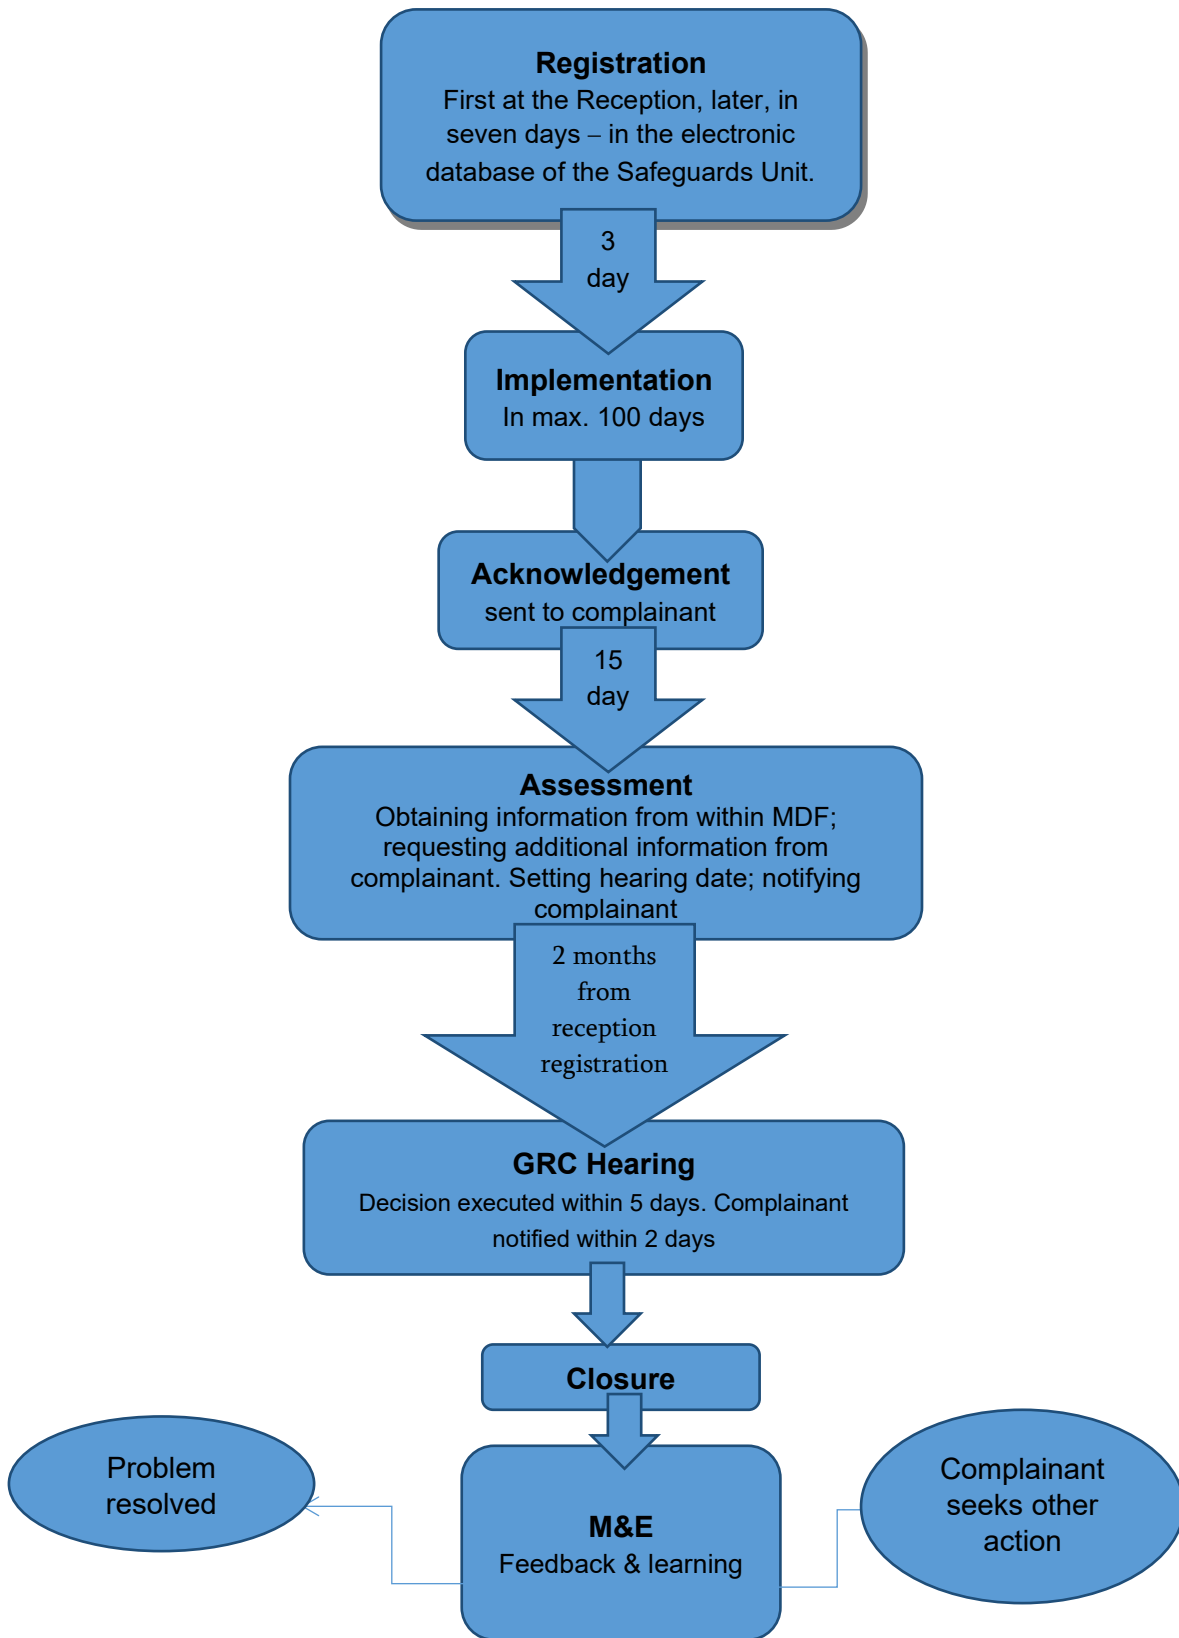 Registration
First at the Reception, later, in
seven days – in the electronic
database of the Safeguards Unit.
3
day
Implementation
In max. 100 days
Acknowledgement
sent to complainant
15
day
Assessment
Obtaining information from within MDF;
requesting additional information from
complainant. Setting hearing date; notifying
complainant
2 months
from
reception
registration
GRC Hearing
Decision executed within 5 days. Complainant
notified within 2 days
Closure
Problem
resolved
M&E
Feedback & learning
Complainant
seeks other
action